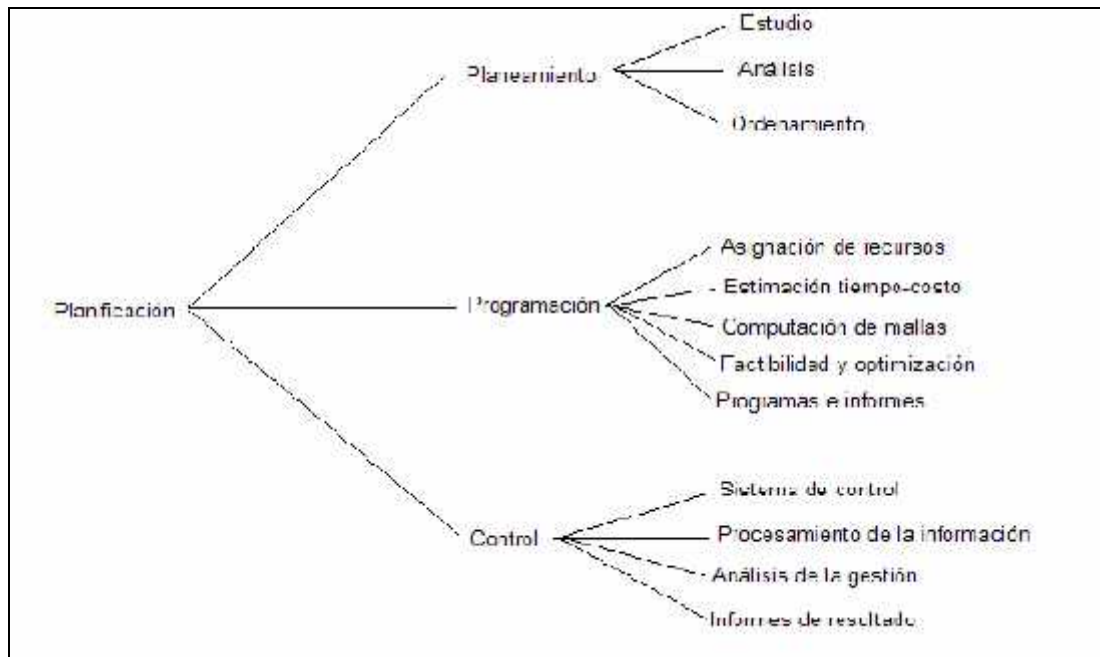 Planificación
Planeamiento
Estudio
Análisis
Ordenamiento
Programación
Asignación de recursos
Estimación tiempo-costo
Computación de mallas
Factibilidad y optimización
Programas e informes
Control
Sistema de control
Procesamiento de la información
Análisis de la gestión
Informes de resultado